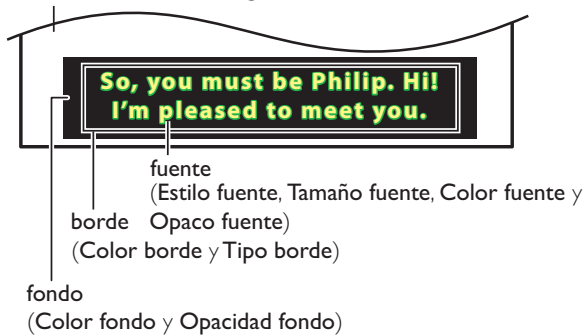 So, you must be Philip. Hi!
I'm pleased to meet you.
fuente
(Estilo fuente, Tamaño fuente, Color fuente y
borde Opaco fuente)
(Color borde y Tipo borde)
fondo
(Color fondo y Opacidad fondo)